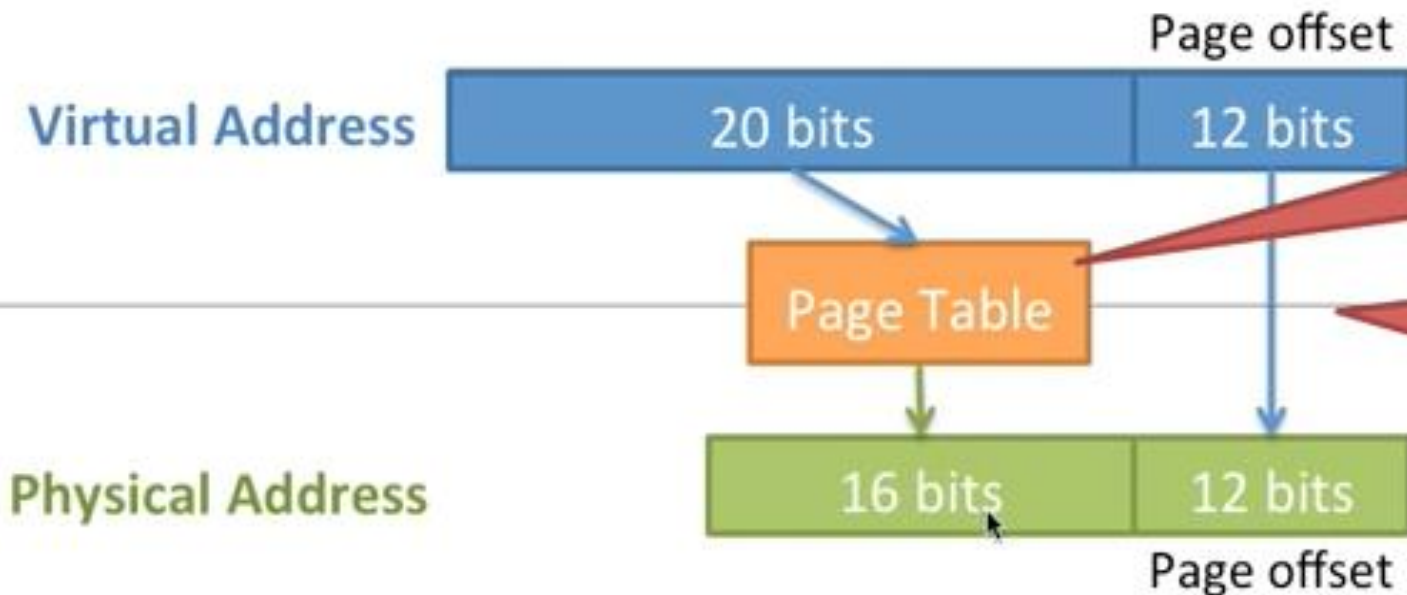 Page offset
Virtual Address 20 bits 12 bits
Page Table
Physical Address 16 bits 12 bits
Page offset